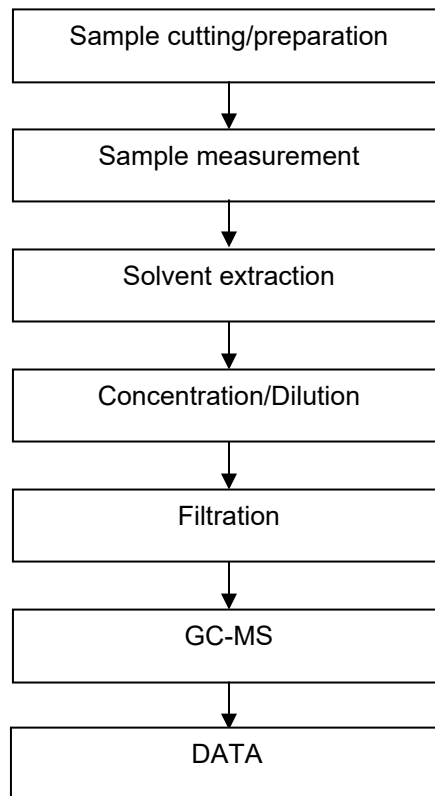 Sample cutting/preparation
Sample measurement
Solvent extraction
Concentration/Dilution
Filtration
GC-MS
DATA